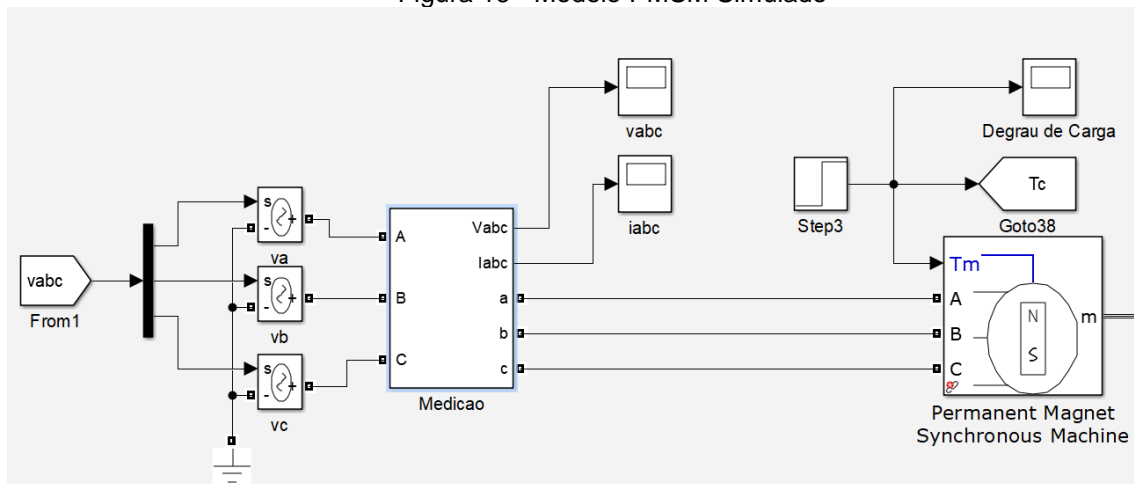 Figura - Modelo PMSM Simulado
vabc
Degrau de Carga
iabc
Step3
Tc
Goto38
vabc
From1
s
-
+
va
s
-
+
vb
s
-
+
vc
A
B
C
Vabc
Iabc
a
b
c
Medicao
Tm
A
B
C
N
S
m
Permanent Magnet
Synchronous Machine